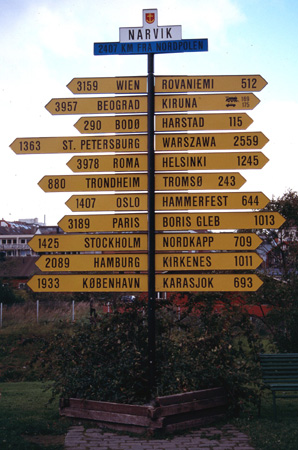 NARVIK
2407 KM FRA NORDPOLEN
3159 WIEN
ROVANIEMI 512
3957 BEOGRAD
KIRUNA
290 BODØ
HARSTAD 115
1363 ST. PETERSBURG
WARSZAW 2559
3978 ROMA
HELSINKI 1245
880 TRONDHEIM
TROMSØ 243
1407 OSLO
HAMMERFEST 644
3189 PARIS
BORIS GLEB 1013
1425 STOCKHOLM
NORDKAPP 709
2089 HAMBURG
KIRKENES 1011
1933 KØBENHAVN
KARASJOK 693